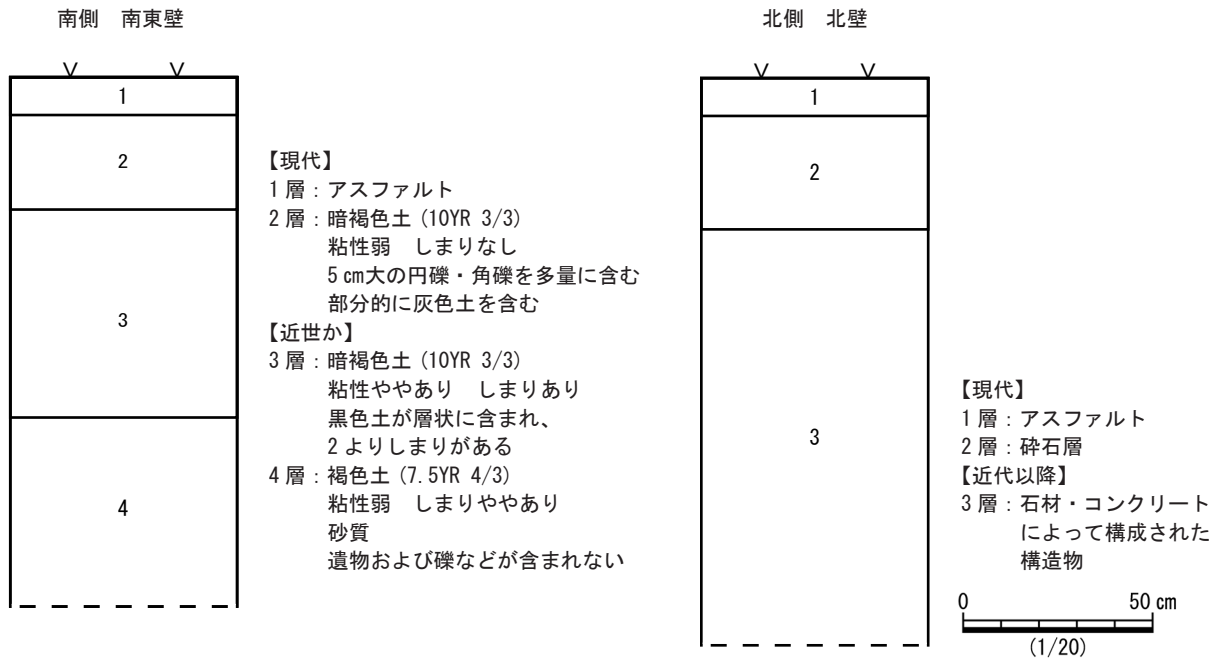 南側　南東壁
1
2
3
4
【現代】
1 層：アスファルト
2 層：暗褐色土 (10YR 3/3)
粘性弱　しまりなし
5 cm大の円礫・角礫を多量に含む
部分的に灰色土を含む
【近世か】
3 層：暗褐色土 (10YR 3/3)
粘性ややあり　しまりあり
黒色土が層状に含まれ、
2 よりしまりがある
4 層：褐色土 (7.5YR 4/3)
粘性弱　しまりややあり
砂質
遺物および礫などが含まれない
北側　北壁
1
2
3
【現代】
1 層：アスファルト
2 層：砕石層
【近代以降】
3 層：石材・コンクリート
によって構成された
構造物
0 50 cm
(1/20)